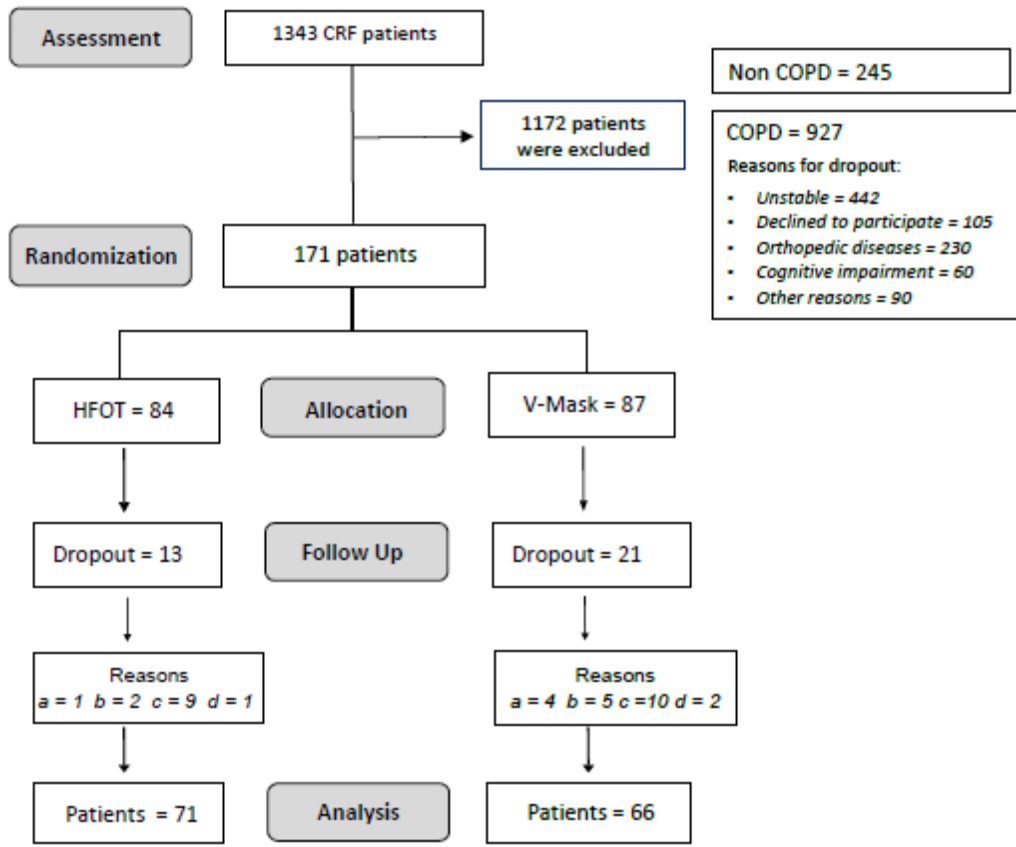 Assessment
1343 CRF patients
Non COPD = 245
1172 patients
were excluded
COPD = 927
Reasons for dropout:
• Unstable = 442
• Declined to participate = 105
• Orthopedic diseases = 230
• Cognitive impairment = 60
• Other reasons = 90
Randomization
171 patients
HFOT = 84
Allocation
V-Mask = 87
Dropout = 13
Follow Up
Dropout = 21
Reasons
a = 1 b = 2 c = 9 d = 1
Reasons
a = 4 b = 5 c =10 d = 2
Patients = 71
Analysis
Patients = 66